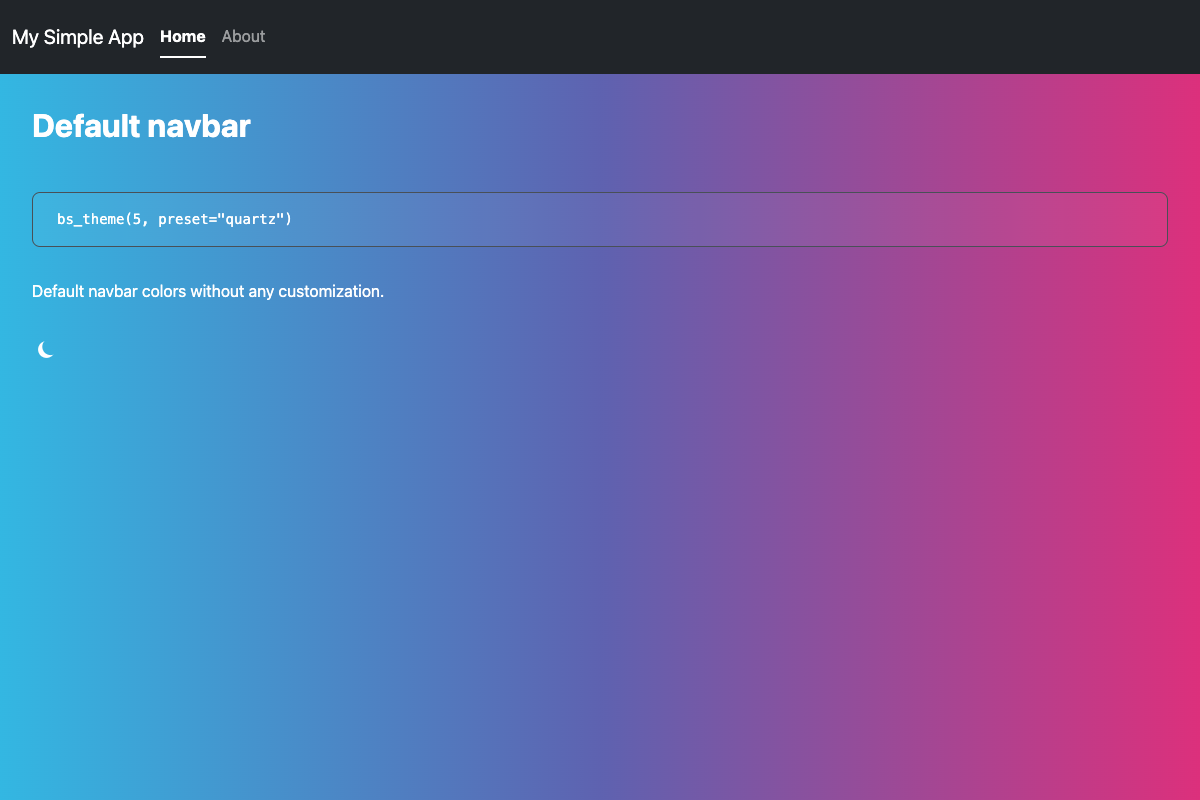 My Simple App Home About
Default navbar
bs_theme(5, preset="quartz")
Default navbar colors without any customization.